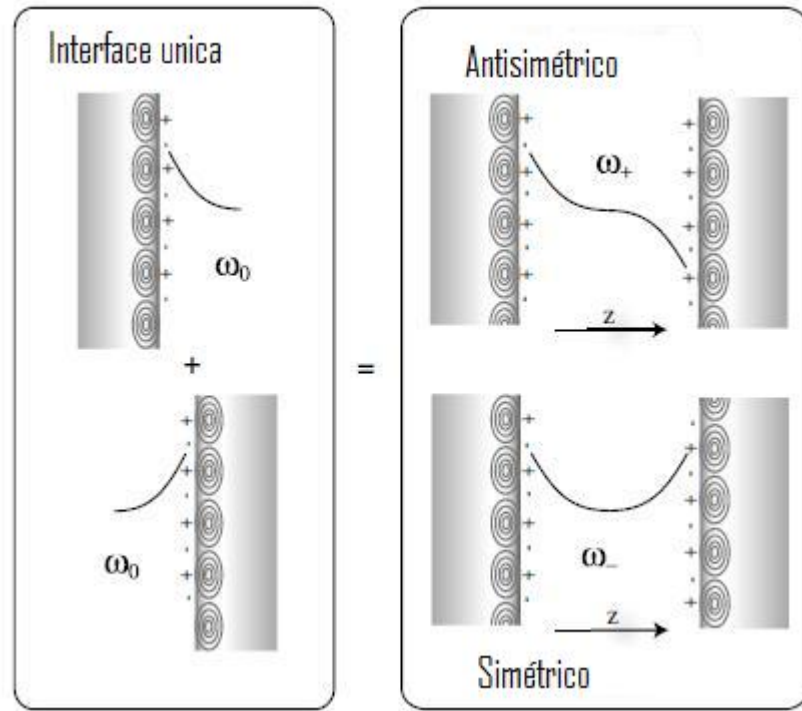 Interface unica
ω₀
+
ω₀
=
Antisimétrico
ω₊
z
ω₋
z
Simétrico